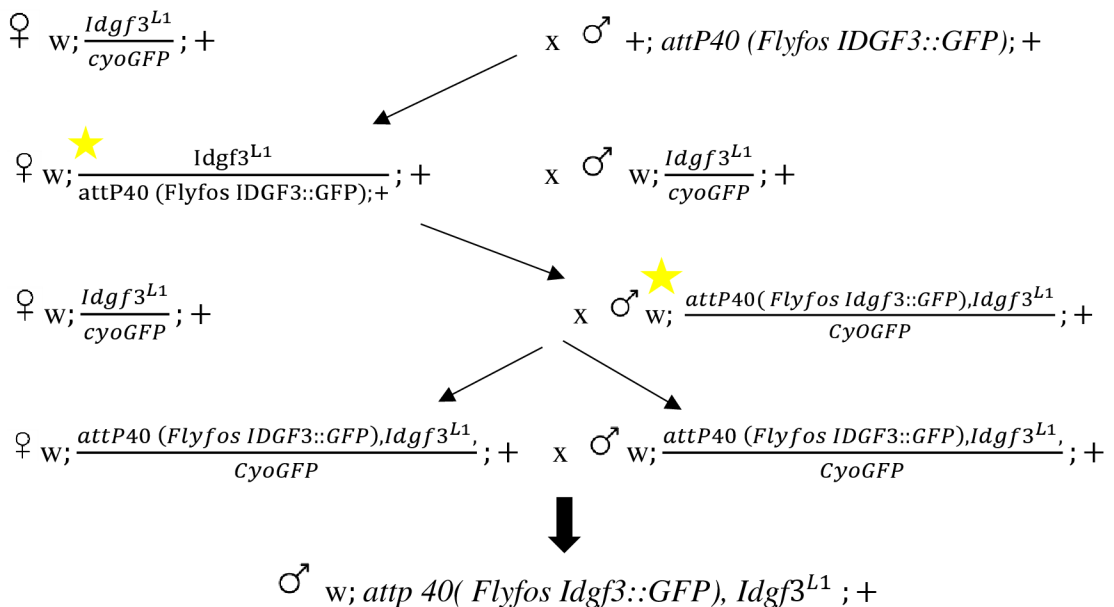 ♀ w; Idgf3^L1/cyoGFP ; + x ♂ +; attP40 (Flyfos IDGF3::GFP); +
♀ w; Idgf3^L1/attP40 (Flyfos IDGF3::GFP);+ ; + x ♂ w; Idgf3^L1/cyoGFP ; +
♀ w; Idgf3^L1/cyoGFP ; + x ♂ w; attP40( Flyfos Idgf3::GFP),Idgf3^L1/CyOGFP ; +
♀ w; attP40 (Flyfos IDGF3::GFP),Idgf3^L1,/CyoGFP ; + x ♂ w; attP40 (Flyfos IDGF3::GFP),Idgf3^L1,/CyoGFP ; +
♂ w; attp 40( Flyfos Idgf3::GFP), Idgf3^L1 ; +